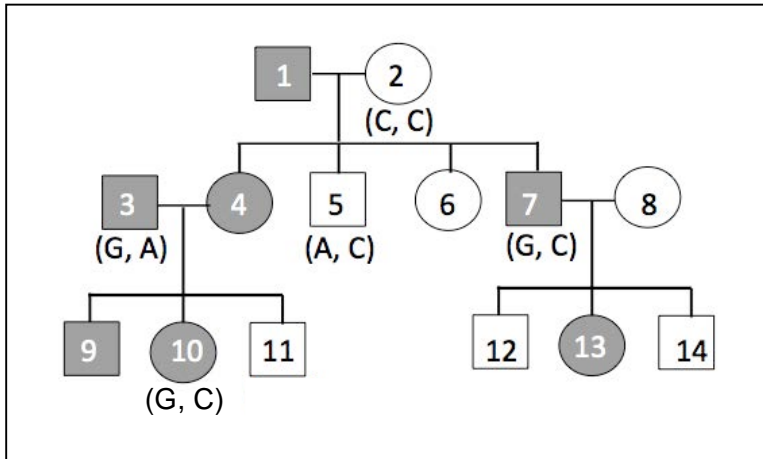 1 2
(C, C)
3 4 5 6 7 8
(G, A) (A, C) (G, C)
9 10 11 12 13 14
(G, C)